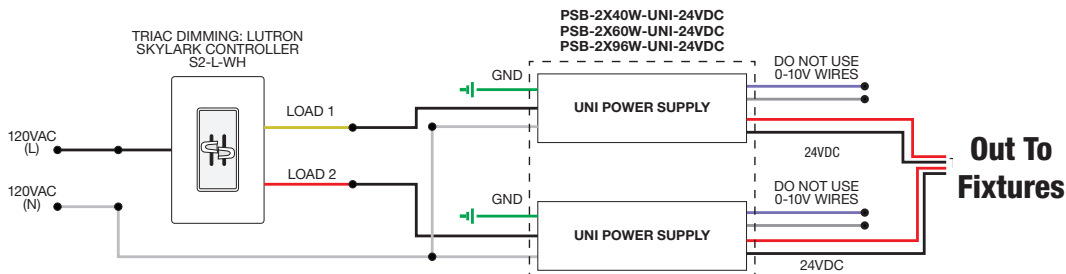 PSB-2X40W-UNI-24VDC
PSB-2X60W-UNI-24VDC
PSB-2X96W-UNI-24VDC
TRIAC DIMMING: LUTRON
SKYLARK CONTROLLER
S2-L-WH
GND
UNI POWER SUPPLY
DO NOT USE
0-10V WIRES
LOAD 1
120VAC
(L)
24VDC
Out To
Fixtures
LOAD 2
120VAC
(N)
GND
UNI POWER SUPPLY
DO NOT USE
0-10V WIRES
24VDC